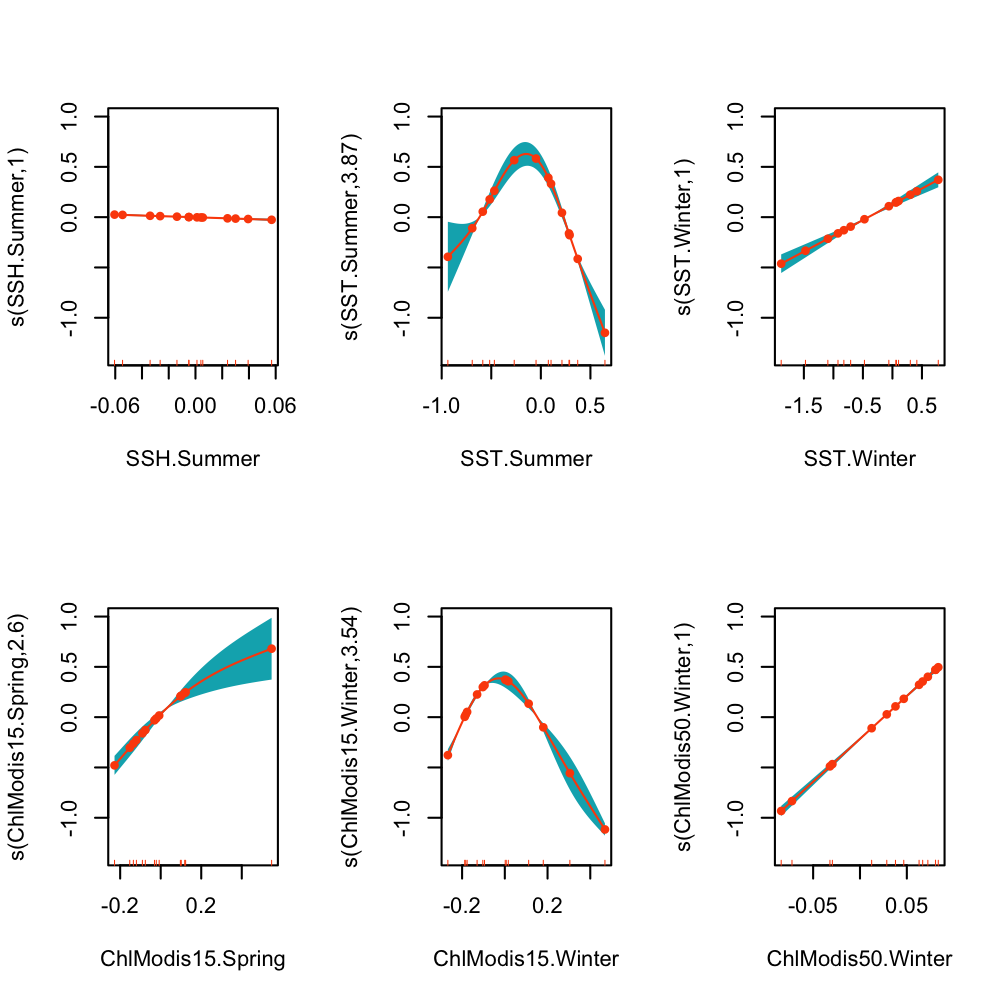 s(SSH.Summer,1)
1.0
0.5
0.0
-1.0
-0.06 0.00 0.06
SSH.Summer
s(SST.Summer,3.87)
1.0
0.5
0.0
-1.0
-1.0 0.0 0.5
SST.Summer
s(SST.Winter,1)
1.0
0.5
0.0
-1.0
-1.5 -0.5 0.5
SST.Winter
s(ChlModis15.Spring,2.6)
1.0
0.5
0.0
-1.0
-0.2 0.2
ChlModis15.Spring
s(ChlModis15.Winter,3.54)
1.0
0.5
0.0
-1.0
-0.2 0.2
ChlModis15.Winter
s(ChlModis50.Winter,1)
1.0
0.5
0.0
-1.0
-0.05 0.05
ChlModis50.Winter